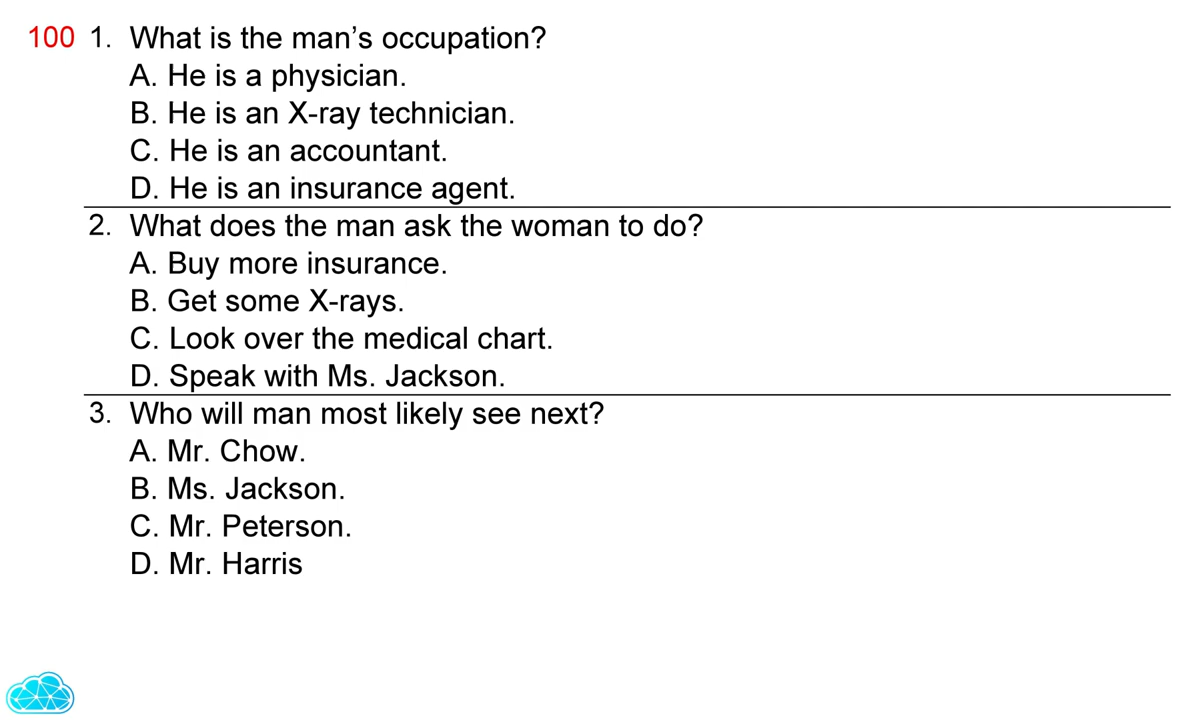 100 1. What is the man’s occupation?
A. He is a physician.
B. He is an X-ray technician.
C. He is an accountant.
D. He is an insurance agent.
2. What does the man ask the woman to do?
A. Buy more insurance.
B. Get some X-rays.
C. Look over the medical chart.
D. Speak with Ms. Jackson.
3. Who will man most likely see next?
A. Mr. Chow.
B. Ms. Jackson.
C. Mr. Peterson.
D. Mr. Harris